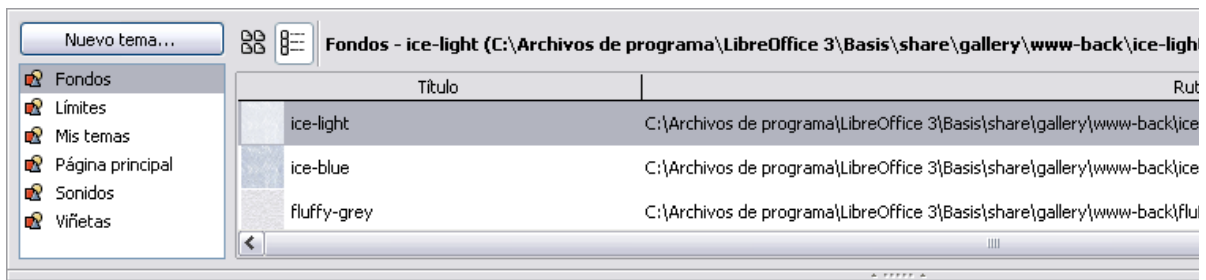 Nuevo tema...
Fondos - ice-light (C:\Archivos de programa\LibreOffice 3\Basis\share\gallery\www-back\ice-light
Fondos
Límites
Mis temas
Página principal
Sonidos
Viñetas
Título Rut
ice-light C:\Archivos de programa\LibreOffice 3\Basis\share\gallery\www-back\ice
ice-blue C:\Archivos de programa\LibreOffice 3\Basis\share\gallery\www-back\ice
fluffy-grey C:\Archivos de programa\LibreOffice 3\Basis\share\gallery\www-back\flu